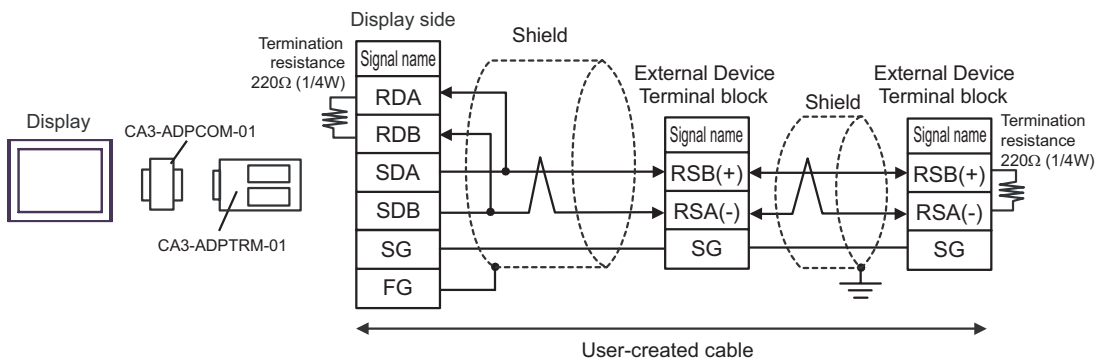 Display
CA3-ADPCOM-01
CA3-ADPTRM-01
Termination
resistance
220Ω (1/4W)
Display side
Signal name
RDA
RDB
SDA
SDB
SG
FG
Shield
External Device
Terminal block
Signal name
RSB(+)
RSA(-)
SG
Shield
External Device
Terminal block
Signal name
RSB(+)
RSA(-)
SG
Termination
resistance
220Ω (1/4W)
User-created cable